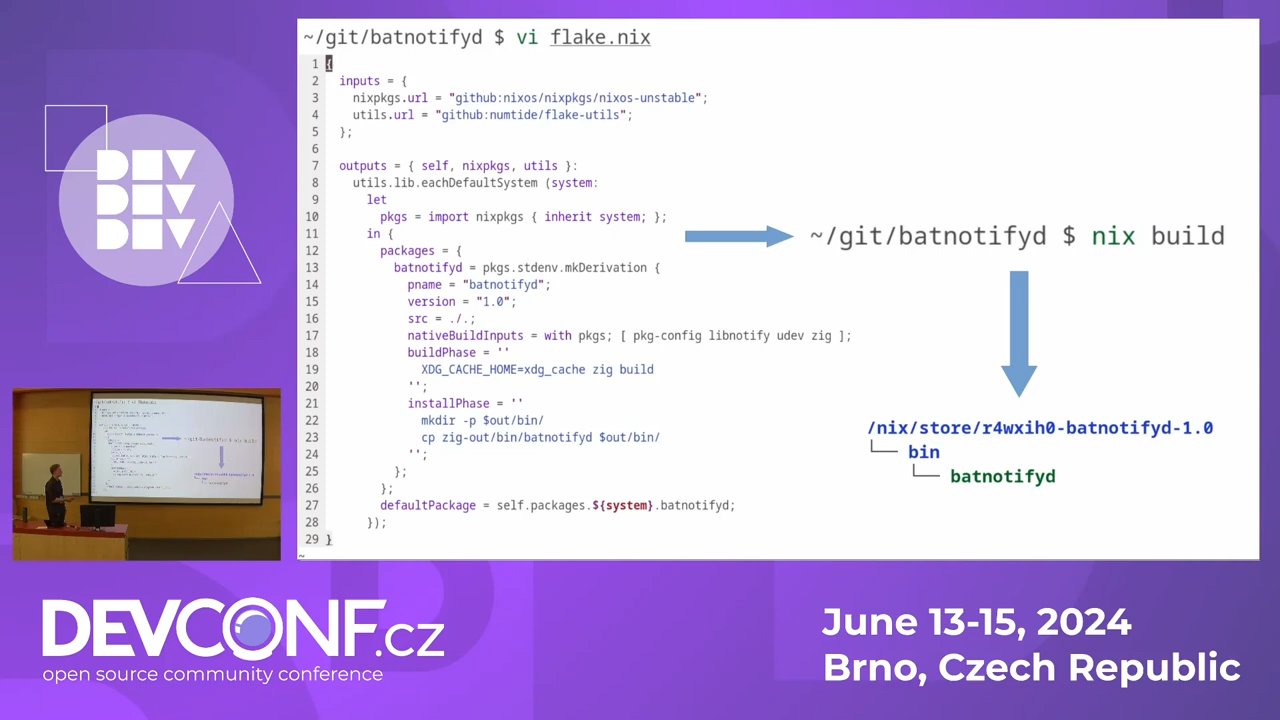 ~/git/batnotifyd $ vi flake.nix
1 {
2 inputs = {
3 nixpkgs.url = "github:nixos/nixpkgs/nixos-unstable";
4 utils.url = "github:numtide/flake-utils";
5 };
6
7 outputs = { self, nixpkgs, utils }:
8 utils.lib.eachDefaultSystem (system:
9 let
10 pkgs = import nixpkgs { inherit system; };
11 in {
12 packages = {
13 batnotifyd = pkgs.stdenv.mkDerivation {
14 pname = "batnotifyd";
15 version = "1.0";
16 src = ./.;
17 nativeBuildInputs = with pkgs; [ pkg-config libnotify udev zig ];
18 buildPhase = ''
19 XDG_CACHE_HOME=xdg_cache zig build
20 '';
21 installPhase = ''
22 mkdir -p $out/bin/
23 cp zig-out/bin/batnotifyd $out/bin/
24 '';
25 };
26 };
27 defaultPackage = self.packages.${system}.batnotifyd;
28 });
29 }
~
~/git/batnotifyd $ nix build
/nix/store/r4wxih0-batnotifyd-1.0
└── bin
└── batnotifyd
DEV
DEV
DEV
DEVCONF.cz
open source community conference
June 13-15, 2024
Brno, Czech Republic